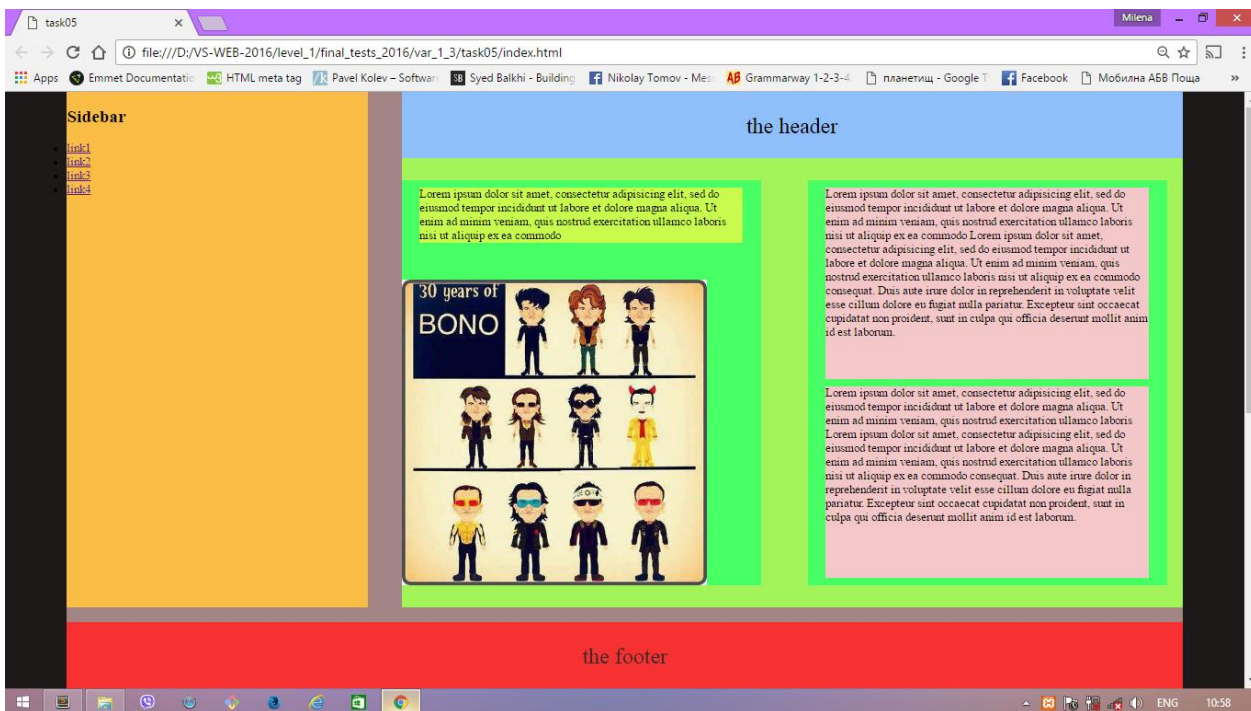 task05
Milena
file:///D:/VS-WEB-2016/level_1/final_tests_2016/var_1_3/task05/index.html
Apps Emmet Documentatio HTML meta tag Pavel Kolev – Softwar Syed Balkhi - Building Nikolay Tomov - Mes AB Grammarway 1-2-3-4 планетищ - Google T Facebook Мобилна АБВ Поща »
Sidebar
link1
link2
link3
link4
the header
Lorem ipsum dolor sit amet, consectetur adipisicing elit, sed do
eiusmod tempor incididunt ut labore et dolore magna aliqua. Ut
enim ad minim veniam, quis nostrud exercitation ullamco laboris
nisi ut aliquip ex ea commodo
30 years of
BONO
Lorem ipsum dolor sit amet, consectetur adipisicing elit, sed do
eiusmod tempor incididunt ut labore et dolore magna aliqua. Ut
enim ad minim veniam, quis nostrud exercitation ullamco laboris
nisi ut aliquip ex ea commodo Lorem ipsum dolor sit amet,
consectetur adipisicing elit, sed do eiusmod tempor incididunt ut
labore et dolore magna aliqua. Ut enim ad minim veniam, quis
nostrud exercitation ullamco laboris nisi ut aliquip ex ea commodo
consequat. Duis aute irure dolor in reprehenderit in voluptate velit
esse cillum dolore eu fugiat nulla pariatur. Excepteur sint occaecat
cupidatat non proident, sunt in culpa qui officia deserunt mollit anim
id est laborum.
Lorem ipsum dolor sit amet, consectetur adipisicing elit, sed do
eiusmod tempor incididunt ut labore et dolore magna aliqua. Ut
enim ad minim veniam, quis nostrud exercitation ullamco laboris
Lorem ipsum dolor sit amet, consectetur adipisicing elit, sed do
eiusmod tempor incididunt ut labore et dolore magna aliqua. Ut
enim ad minim veniam, quis nostrud exercitation ullamco laboris
nisi ut aliquip ex ea commodo consequat. Duis aute irure dolor in
reprehenderit in voluptate velit esse cillum dolore eu fugiat nulla
pariatur. Excepteur sint occaecat cupidatat non proident, sunt in
culpa qui officia deserunt mollit anim id est laborum.
the footer
ENG 10:58